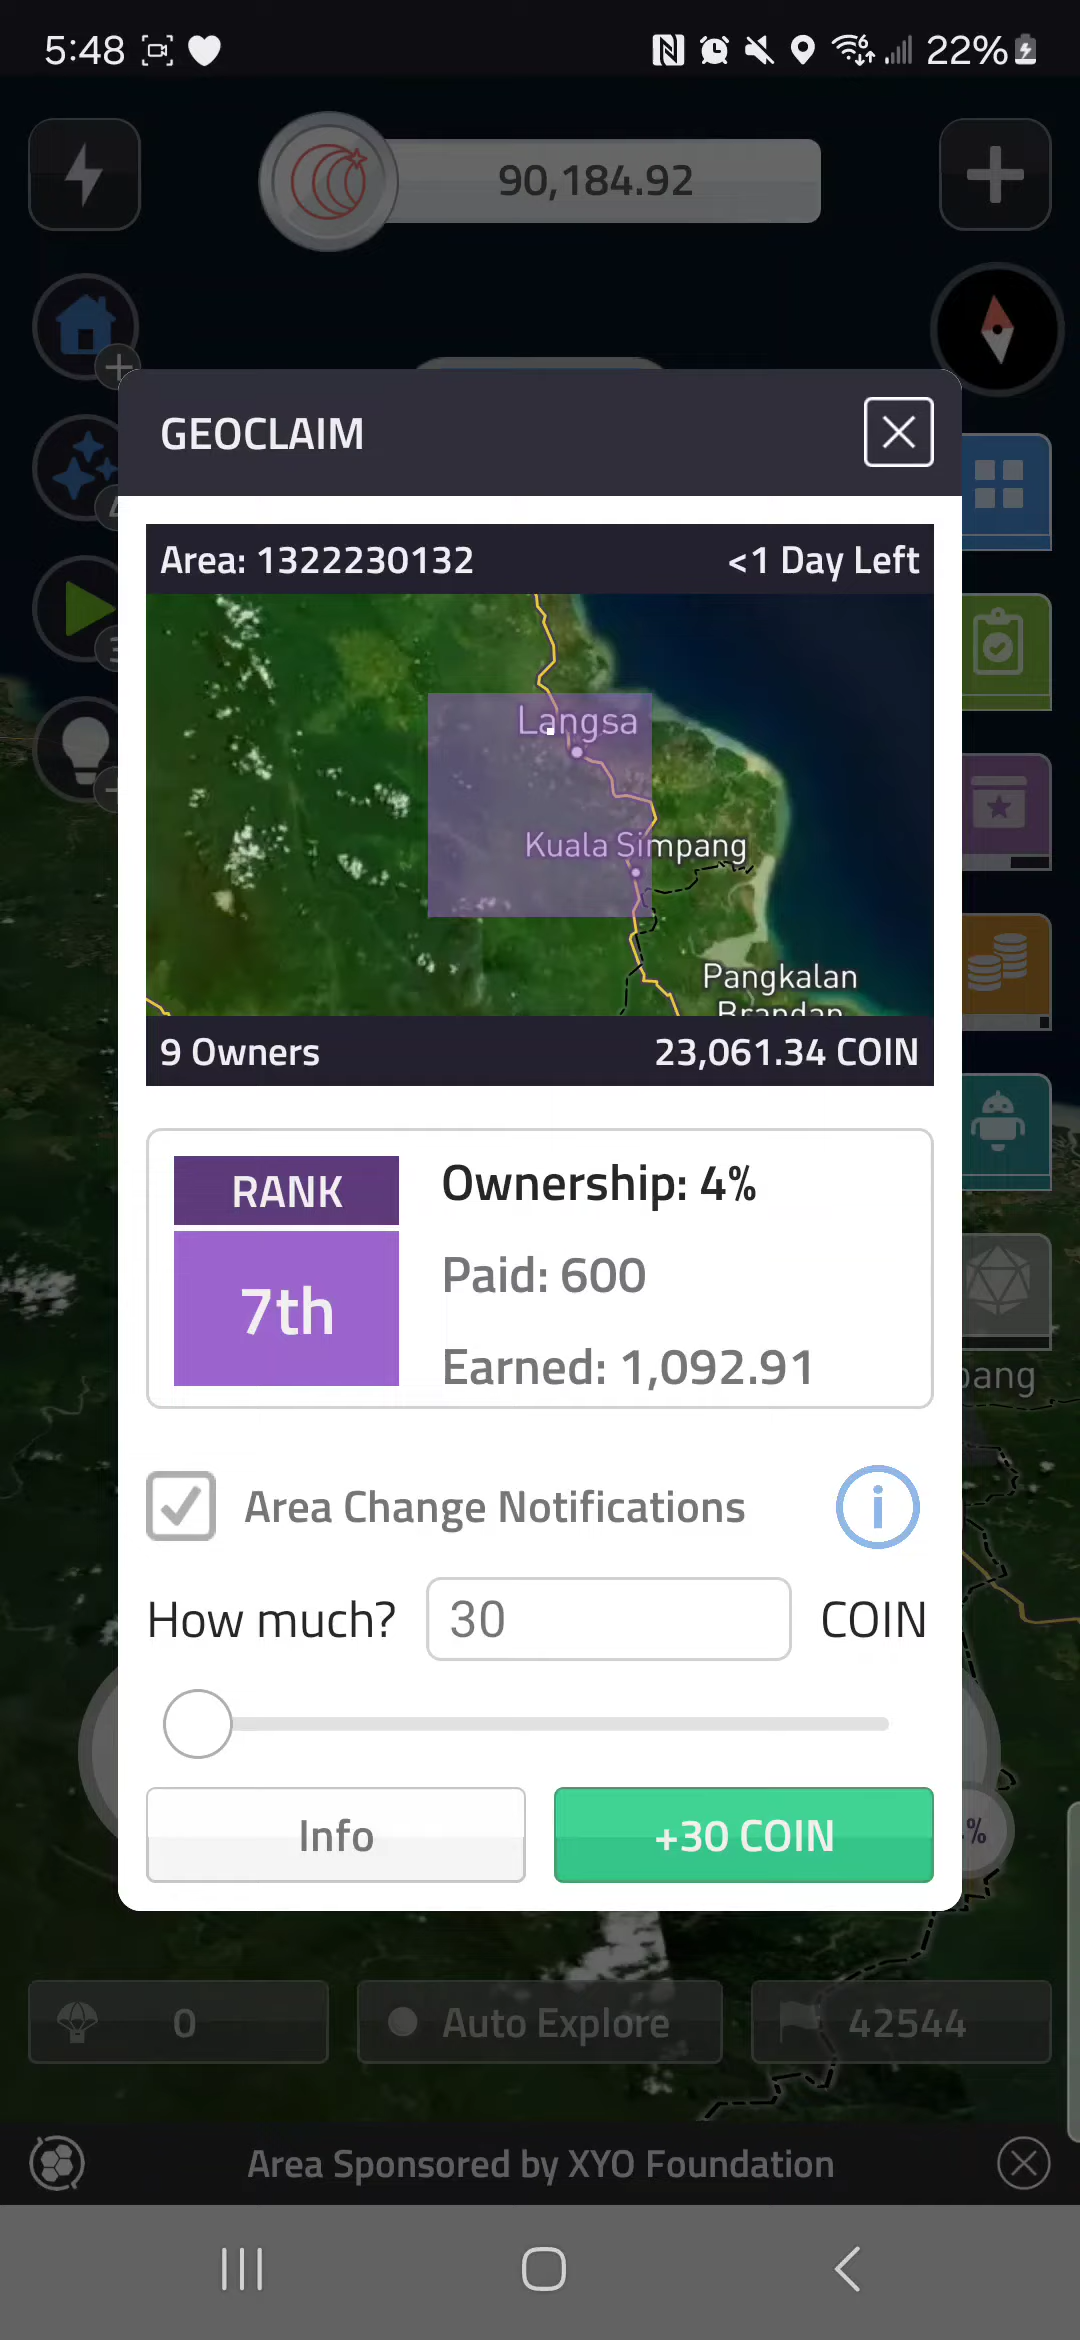 5:48
22%
90,184.92
GEOCLAIM
Area: 1322230132
<1 Day Left
Langsa
Kuala Simpang
Pangkalan
Brandan
9 Owners
23,061.34 COIN
RANK
7th
Ownership: 4%
Paid: 600
Earned: 1,092.91
Area Change Notifications
How much?
30
COIN
Info
+30 COIN
%
0
Auto Explore
42544
Area Sponsored by XYO Foundation